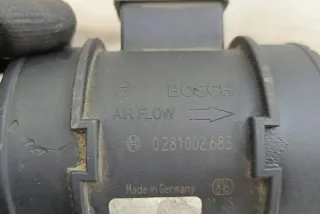 BOSCH
AIR FLOW
0 281 002 683
Made in Germany